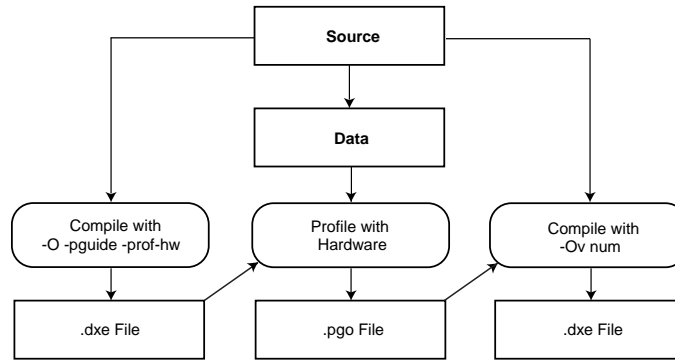 Source
Data
Compile with
-O -pguide -prof-hw
Profile with
Hardware
Compile with
-Ov num
.dxe File
.pgo File
.dxe File